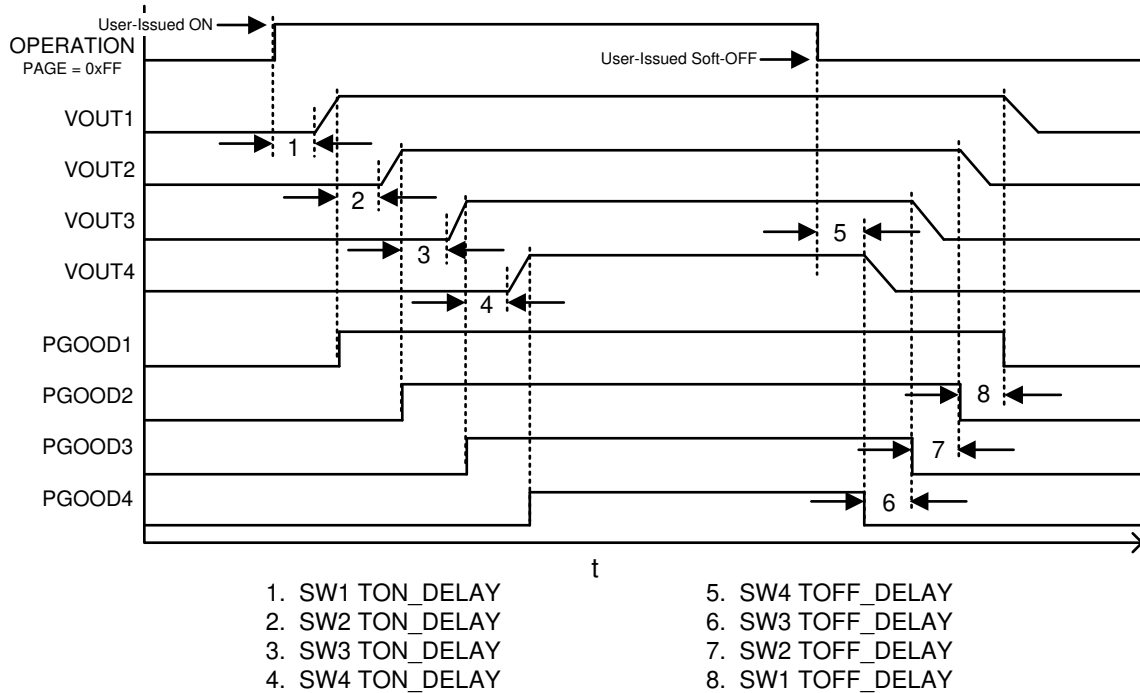 User-Issued ON
OPERATION
PAGE = 0xFF
User-Issued Soft-OFF
VOUT1
1
VOUT2
2
VOUT3
5
3
VOUT4
4
PGOOD1
PGOOD2
8
PGOOD3
7
PGOOD4
6
t
1. SW1 TON_DELAY
2. SW2 TON_DELAY
3. SW3 TON_DELAY
4. SW4 TON_DELAY
5. SW4 TOFF_DELAY
6. SW3 TOFF_DELAY
7. SW2 TOFF_DELAY
8. SW1 TOFF_DELAY